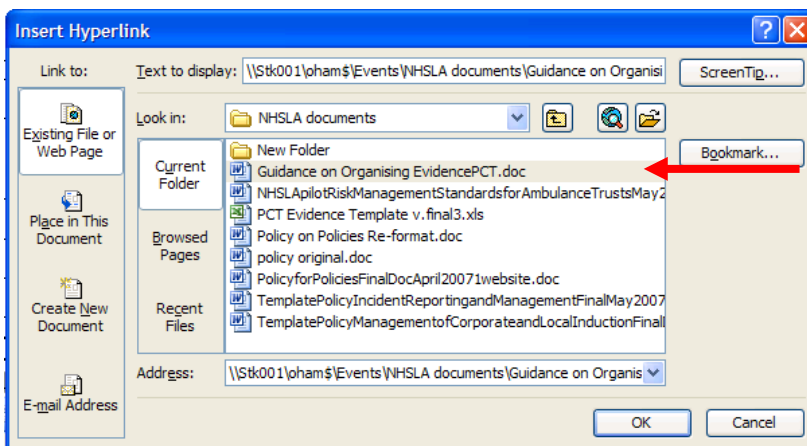 Insert Hyperlink
Link to:
Text to display: \\Stk001\oham$\Events\NHSLA documents\Guidance on Organisi
ScreenTip...
Existing File or
Web Page
Look in:
NHSLA documents
Bookmark...
Current
Folder
New Folder
Guidance on Organising EvidencePCT.doc
NHSLApilotRiskManagementStandardsforAmbulanceTrustsMay2
PCT Evidence Template v.final3.xls
Policy on Policies Re-format.doc
policy original.doc
PolicyforPoliciesFinalDocApril20071website.doc
TemplatePolicyIncidentReportingandManagementFinalMay2007
TemplatePolicyManagementofCorporateandLocalInductionFinal
Place in This
Document
Browsed
Pages
Create New
Document
Recent
Files
Address: \\Stk001\oham$\Events\NHSLA documents\Guidance on Organis
E-mail Address
OK
Cancel